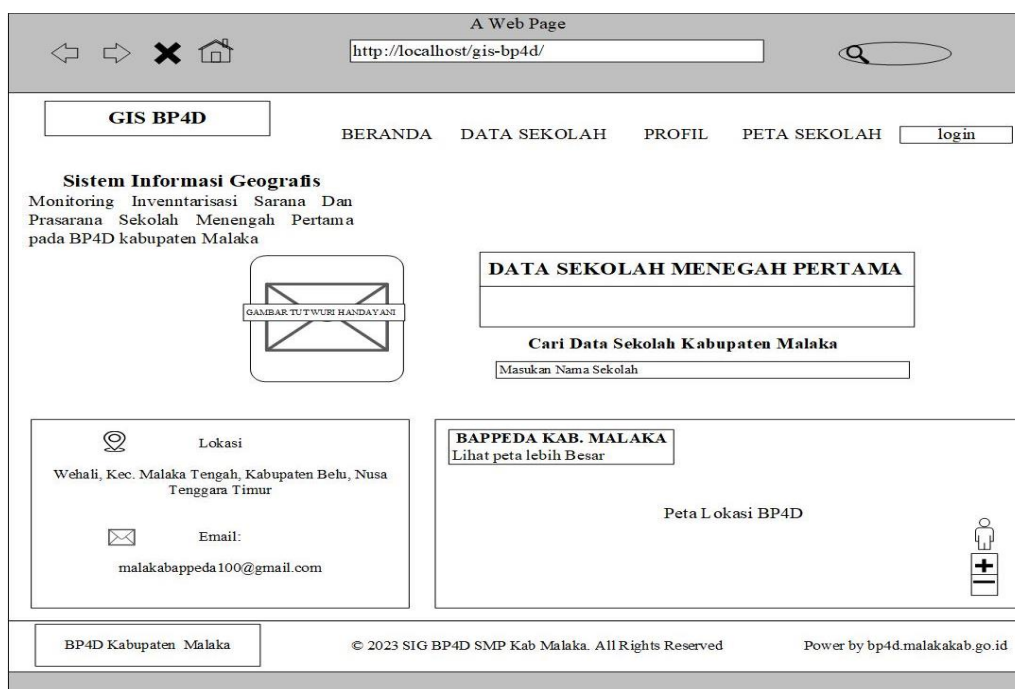 A Web Page
http://localhost/gis-bp4d/
GIS BP4D
BERANDA DATA SEKOLAH PROFIL PETA SEKOLAH login
Sistem Informasi Geografis
Monitoring Invenntarisasi Sarana Dan
Prasarana Sekolah Menengah Pertama
pada BP4D kabupaten Malaka
GAMBAR TUT WURI HANDAYANI
DATA SEKOLAH MENEGAH PERTAMA
Cari Data Sekolah Kabupaten Malaka
Masukan Nama Sekolah
Lokasi
Wehali, Kec. Malaka Tengah, Kabupaten Belu, Nusa
Tenggara Timur
Email:
malakabappeda100@gmail.com
BAPPEDA KAB. MALAKA
Lihat peta lebih Besar
Peta Lokasi BP4D
BP4D Kabupaten Malaka
© 2023 SIG BP4D SMP Kab Malaka. All Rights Reserved
Power by bp4d.malakakab.go.id